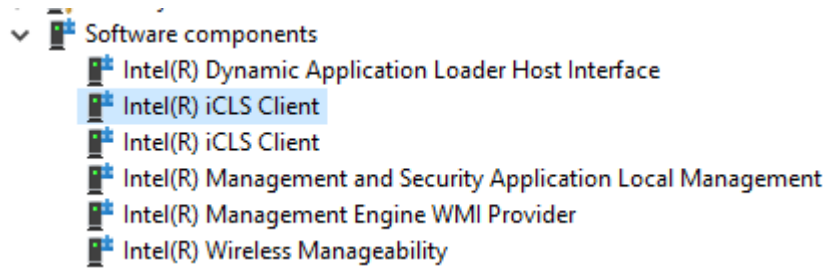 Software components
Intel(R) Dynamic Application Loader Host Interface
Intel(R) iCLS Client
Intel(R) iCLS Client
Intel(R) Management and Security Application Local Management
Intel(R) Management Engine WMI Provider
Intel(R) Wireless Manageability